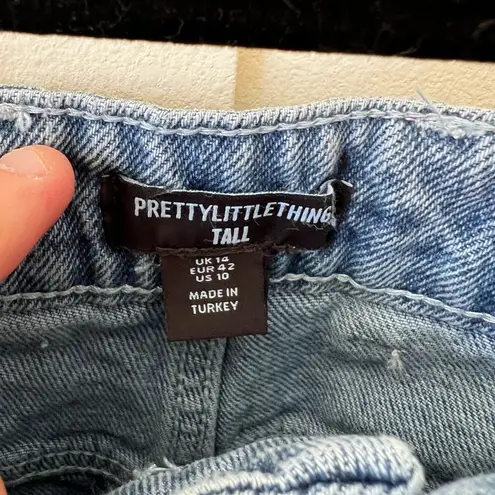 PRETTYLITTLETHING
TALL
UK 14
EUR 42
US 10
MADE IN
TURKEY